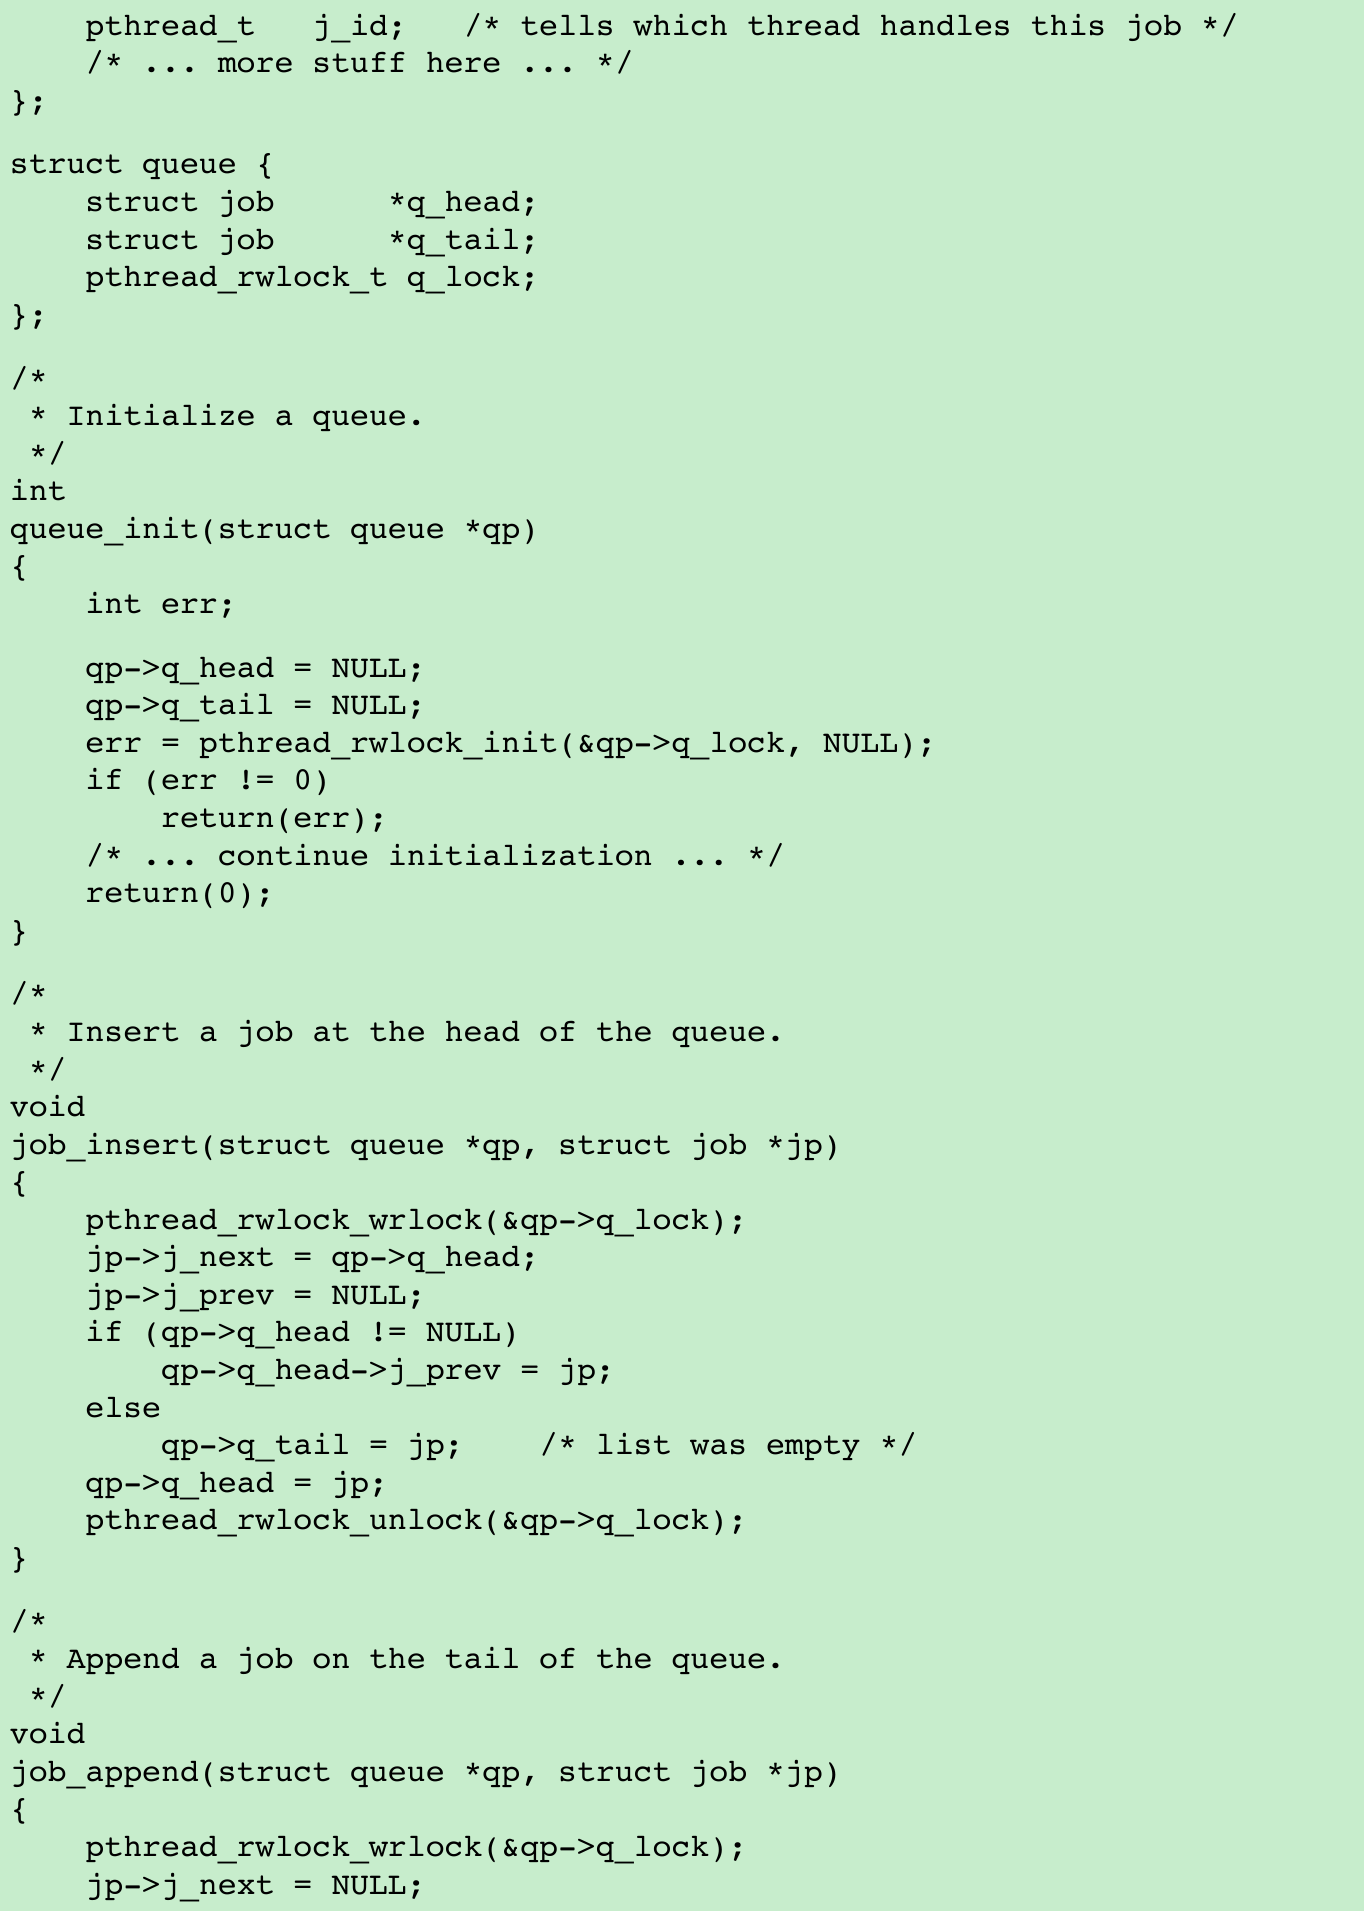 pthread_t   j_id;   /* tells which thread handles this job */
    /* ... more stuff here ... */
};

struct queue {
    struct job      *q_head;
    struct job      *q_tail;
    pthread_rwlock_t q_lock;
};

/*
 * Initialize a queue.
 */
int
queue_init(struct queue *qp)
{
    int err;

    qp->q_head = NULL;
    qp->q_tail = NULL;
    err = pthread_rwlock_init(&qp->q_lock, NULL);
    if (err != 0)
        return(err);
    /* ... continue initialization ... */
    return(0);
}

/*
 * Insert a job at the head of the queue.
 */
void
job_insert(struct queue *qp, struct job *jp)
{
    pthread_rwlock_wrlock(&qp->q_lock);
    jp->j_next = qp->q_head;
    jp->j_prev = NULL;
    if (qp->q_head != NULL)
        qp->q_head->j_prev = jp;
    else
        qp->q_tail = jp;    /* list was empty */
    qp->q_head = jp;
    pthread_rwlock_unlock(&qp->q_lock);
}

/*
 * Append a job on the tail of the queue.
 */
void
job_append(struct queue *qp, struct job *jp)
{
    pthread_rwlock_wrlock(&qp->q_lock);
    jp->j_next = NULL;